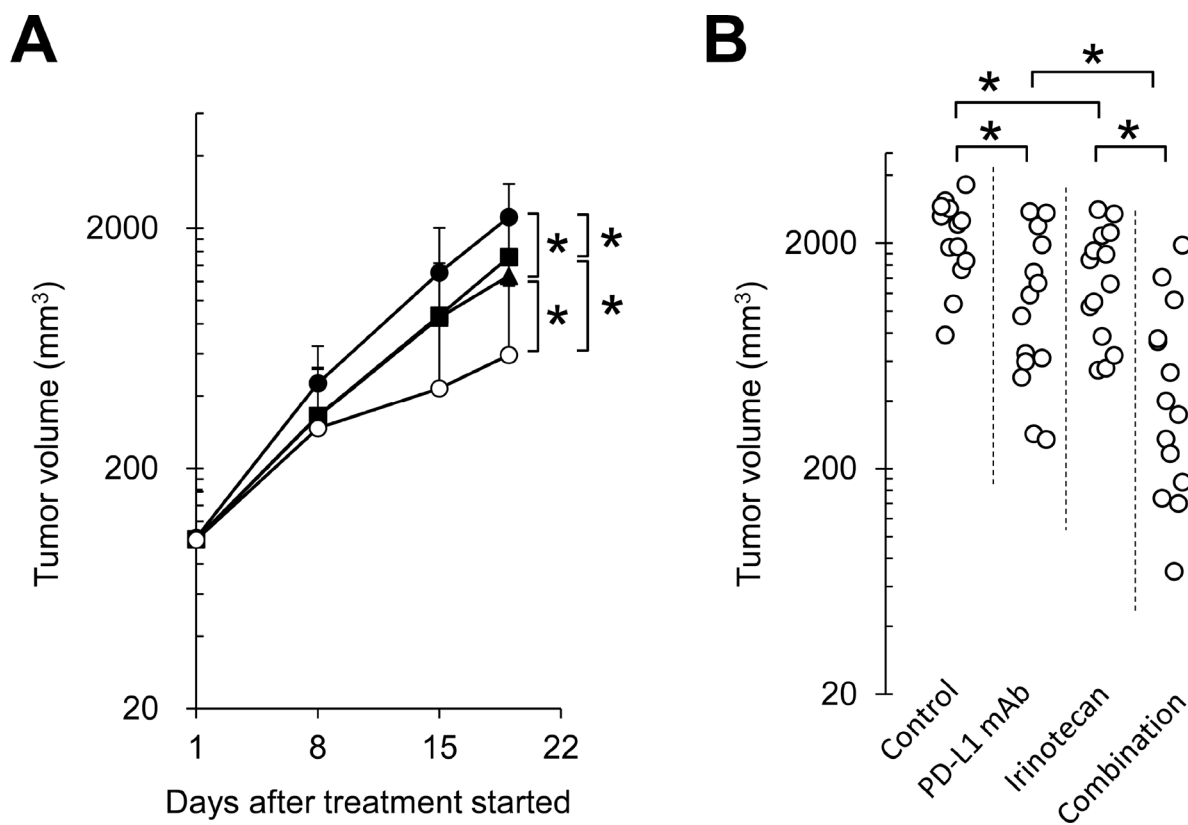 A
Tumor volume (mm³)
2000
200
20
*
*
*
*
1 8 15 22
Days after treatment started
B
Tumor volume (mm³)
2000
200
20
*
*
*
*
Control
PD-L1 mAb
Irinotecan
Combination